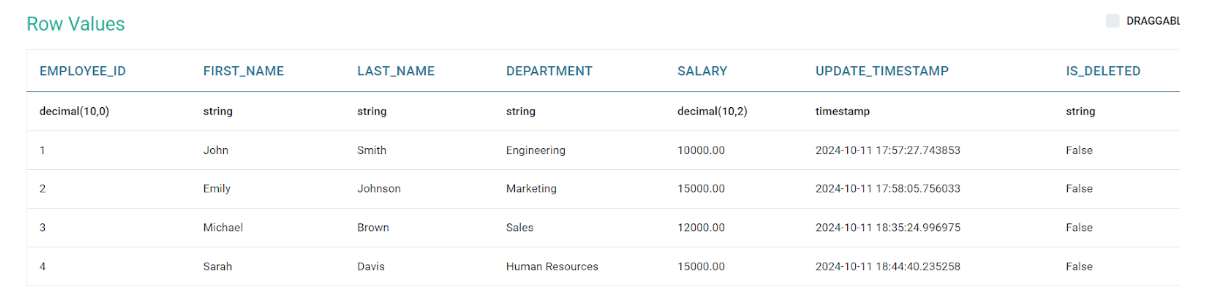 Row Values
DRAGGABL
EMPLOYEE_ID FIRST_NAME LAST_NAME DEPARTMENT SALARY UPDATE_TIMESTAMP IS_DELETED
decimal(10,0) string string string decimal(10,2) timestamp string
1 John Smith Engineering 10000.00 2024-10-11 17:57:27.743853 False
2 Emily Johnson Marketing 15000.00 2024-10-11 17:58:05.756033 False
3 Michael Brown Sales 12000.00 2024-10-11 18:35:24.996975 False
4 Sarah Davis Human Resources 15000.00 2024-10-11 18:44:40.235258 False